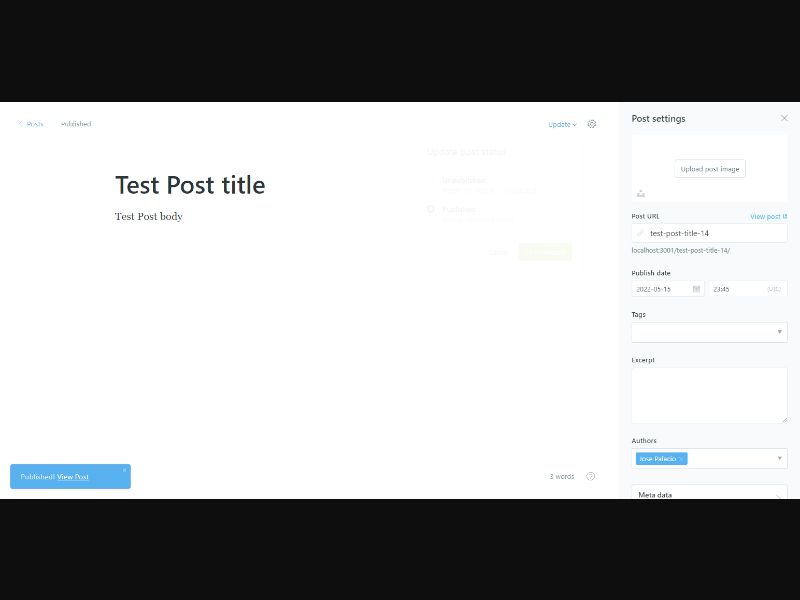 Posts
Published
Update
Post settings
Update post status
Test Post title
Test Post body
Upload post image
Post URL
View post
test-post-title-14
localhost:3001/test-post-title-14/
Publish date
2022-05-15
23:45
(UTC)
Tags
Excerpt
Authors
Jose Palacio ×
Meta data
Published! View Post
3 words